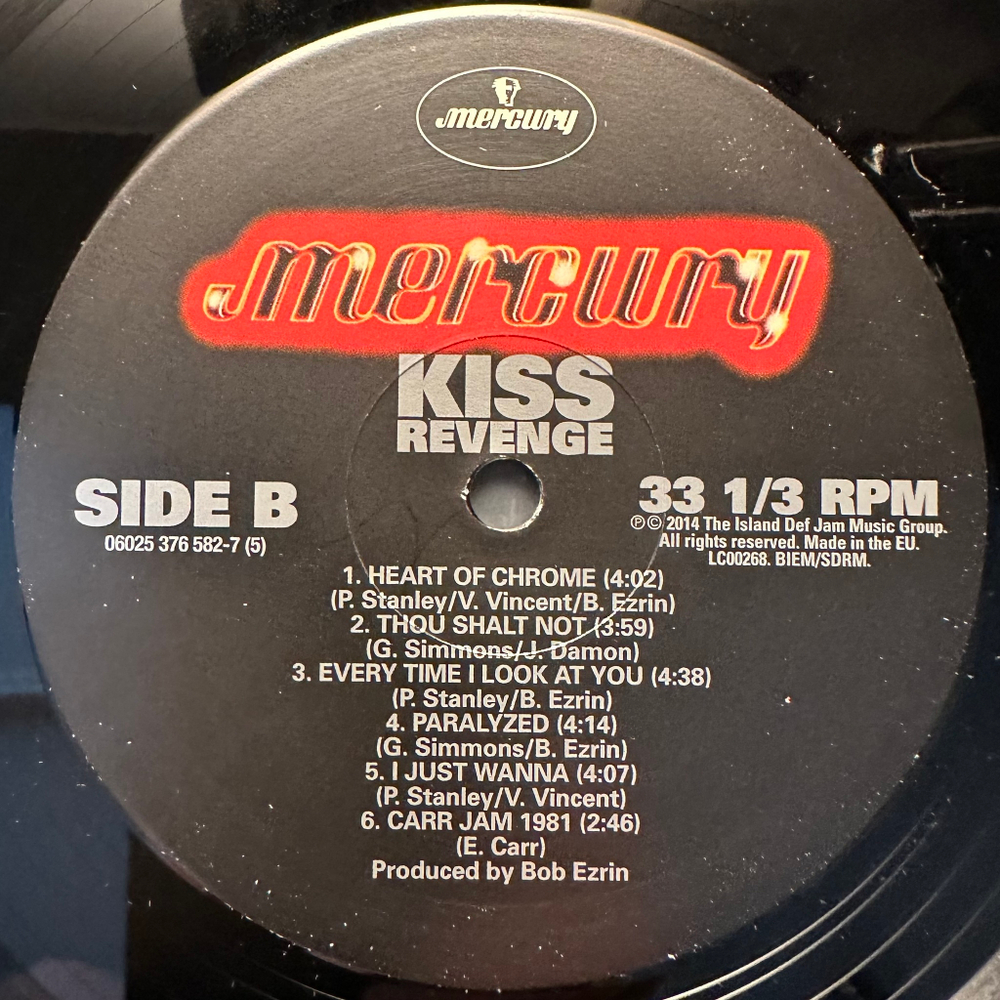 mercury
mercury
KISS
REVENGE
SIDE B
06025 376 582-7 (5)
33 1/3 RPM
℗ © 2014 The Island Def Jam Music Group.
All rights reserved. Made in the EU.
LC00268. BIEM/SDRM.
1. HEART OF CHROME (4:02)
(P. Stanley/V. Vincent/B. Ezrin)
2. THOU SHALT NOT (3:59)
(G. Simmons/J. Damon)
3. EVERY TIME I LOOK AT YOU (4:38)
(P. Stanley/B. Ezrin)
4. PARALYZED (4:14)
(G. Simmons/B. Ezrin)
5. I JUST WANNA (4:07)
(P. Stanley/V. Vincent)
6. CARR JAM 1981 (2:46)
(E. Carr)
Produced by Bob Ezrin